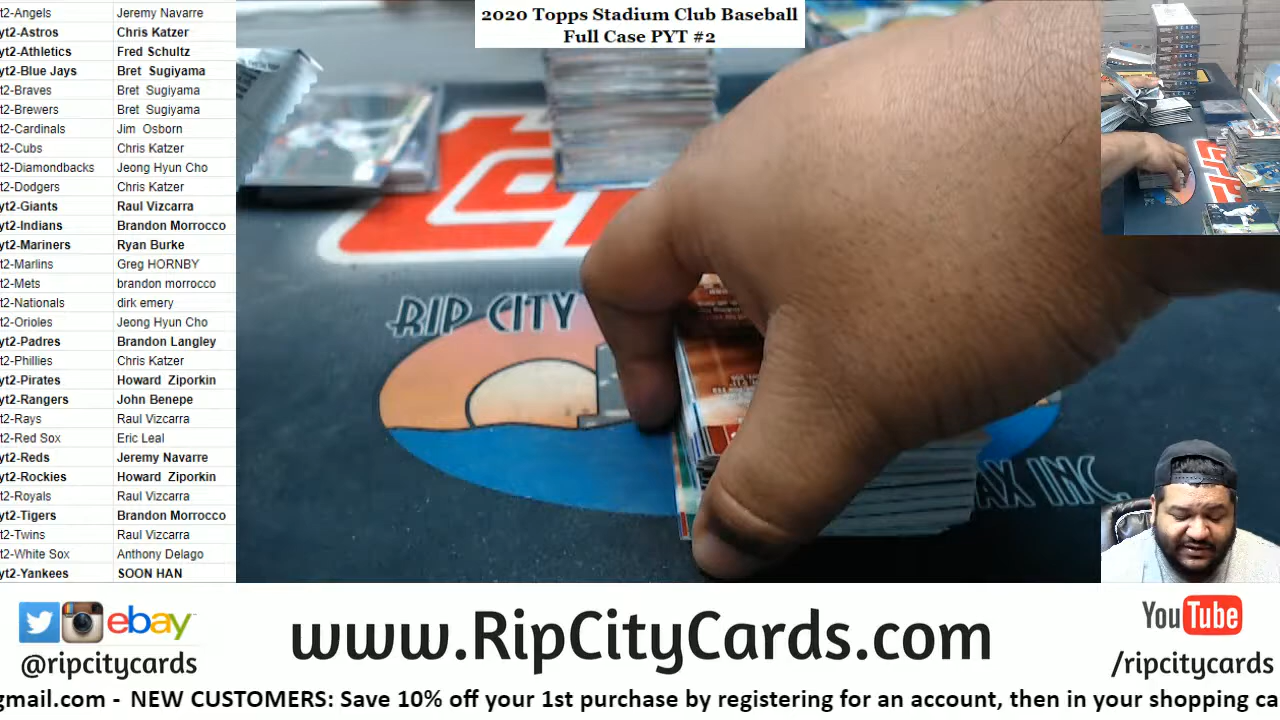 t2-Angels Jeremy Navarre
yt2-Astros Chris Katzer
yt2-Athletics Fred Schultz
yt2-Blue Jays Bret Sugiyama
t2-Braves Bret Sugiyama
t2-Brewers Bret Sugiyama
t2-Cardinals Jim Osborn
t2-Cubs Chris Katzer
t2-Diamondbacks Jeong Hyun Cho
t2-Dodgers Chris Katzer
yt2-Giants Raul Vizcarra
yt2-Indians Brandon Morrocco
yt2-Mariners Ryan Burke
t2-Marlins Greg HORNBY
t2-Mets brandon morrocco
t2-Nationals dirk emery
t2-Orioles Jeong Hyun Cho
yt2-Padres Brandon Langley
t2-Phillies Chris Katzer
yt2-Pirates Howard Ziporkin
yt2-Rangers John Benepe
t2-Rays Raul Vizcarra
t2-Red Sox Eric Leal
yt2-Reds Jeremy Navarre
yt2-Rockies Howard Ziporkin
t2-Royals Raul Vizcarra
yt2-Tigers Brandon Morrocco
t2-Twins Raul Vizcarra
t2-White Sox Anthony Delago
yt2-Yankees SOON HAN
2020 Topps Stadium Club Baseball
Full Case PYT #2
RIP CITY
AX INC.
ebay
@ripcitycards
www.RipCityCards.com
YouTube
/ripcitycards
gmail.com - NEW CUSTOMERS: Save 10% off your 1st purchase by registering for an account, then in your shopping ca